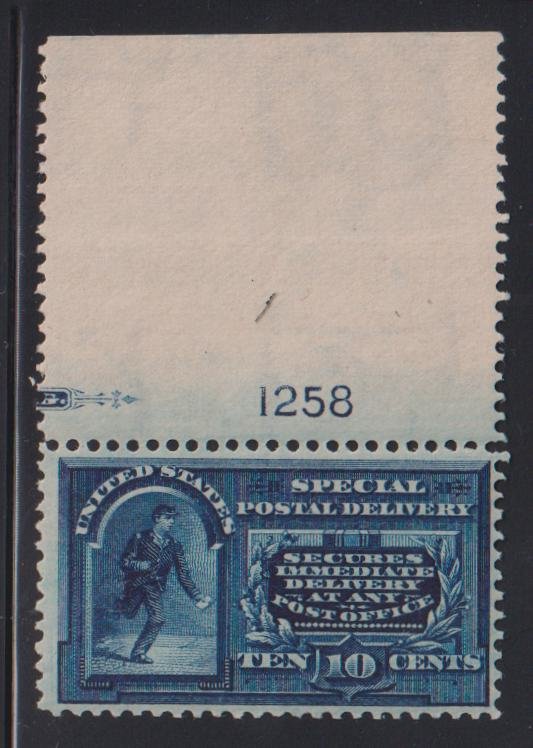 1258
UNITED STATES
SPECIAL
POSTAL DELIVERY
SECURES
IMMEDIATE
DELIVERY
AT ANY
POST OFFICE
TEN 10 CENTS